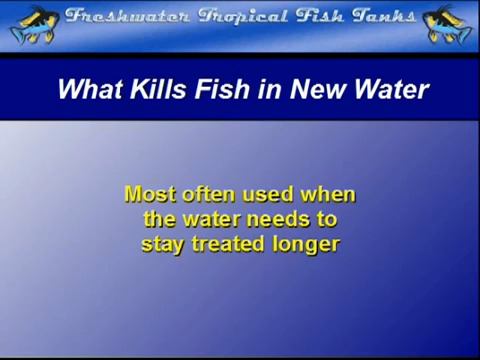 Freshwater Tropical Fish Tanks
What Kills Fish in New Water
Most often used when
the water needs to
stay treated longer